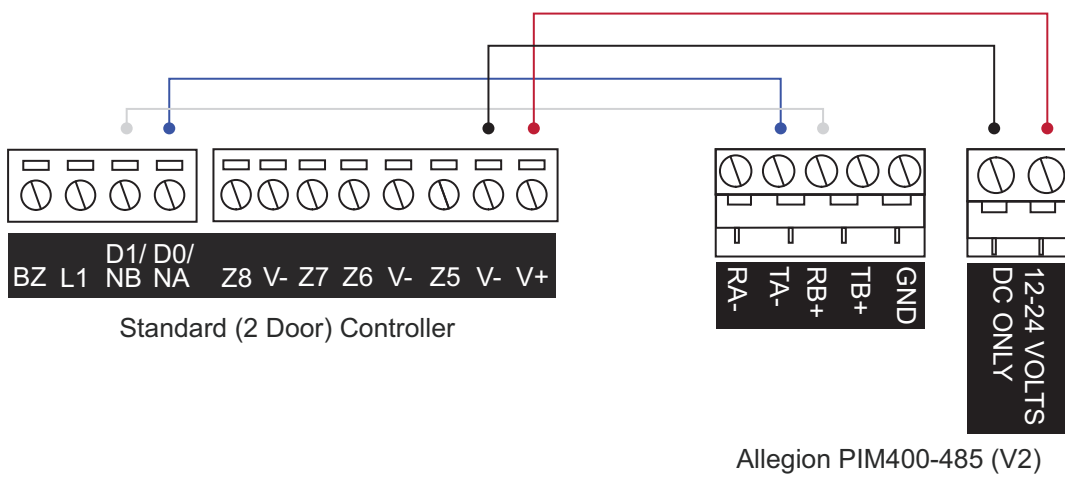 D1/ D0/
BZ L1 NB NA Z8 V- Z7 Z6 V- Z5 V- V+
Standard (2 Door) Controller
RA-
TA-
RB+
TB+
GND
12-24 VOLTS
DC ONLY
Allegion PIM400-485 (V2)